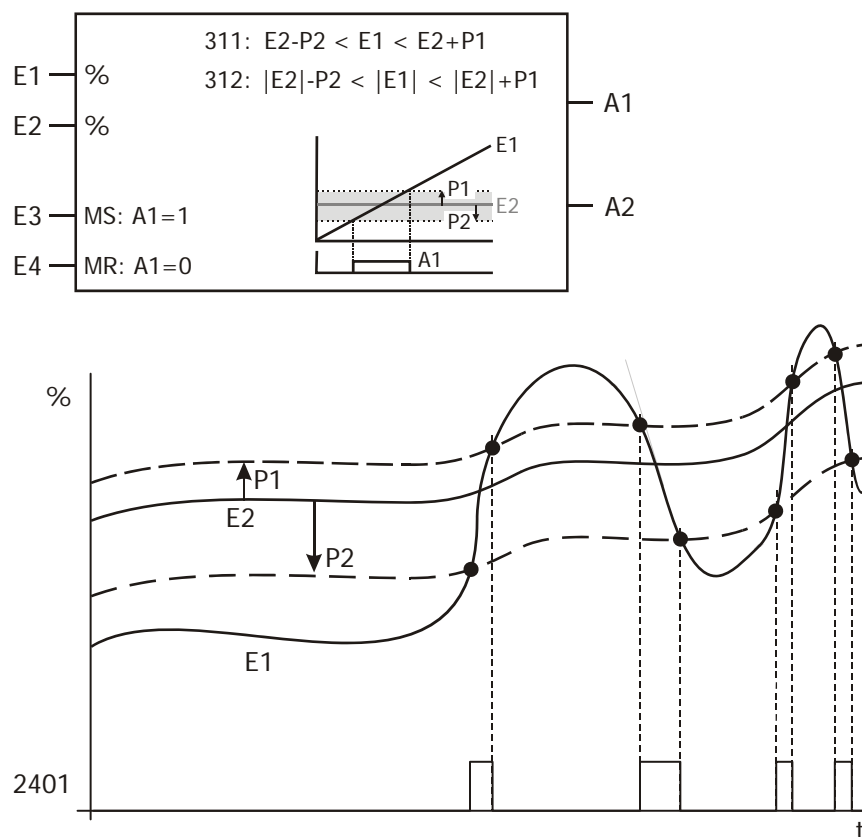 311: E2-P2 < E1 < E2+P1
E1 %
312: |E2|-P2 < |E1| < |E2|+P1
A1
E2 %
E1
P1
E2
A2
E3 MS: A1=1
P2
E4 MR: A1=0
A1
%
P1
E2
P2
E1
2401
t